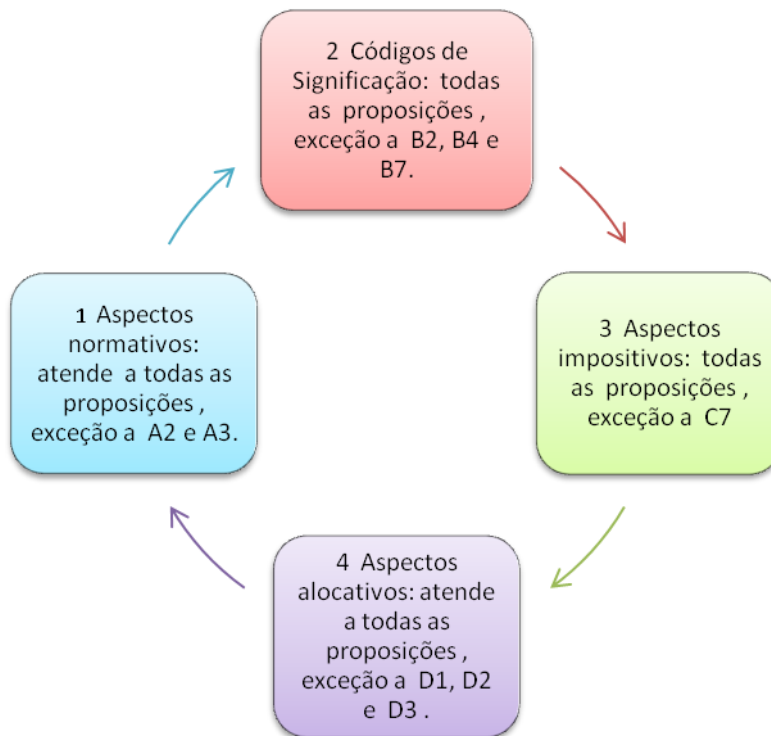 2 Códigos de
Significação: todas
as proposições ,
exceção a B2, B4 e
B7.
1 Aspectos
normativos:
atende a todas as
proposições ,
exceção a A2 e A3.
3 Aspectos
impositivos: todas
as proposições ,
exceção a C7
4 Aspectos
alocativos: atende
a todas as
proposições ,
exceção a D1, D2
e D3 .